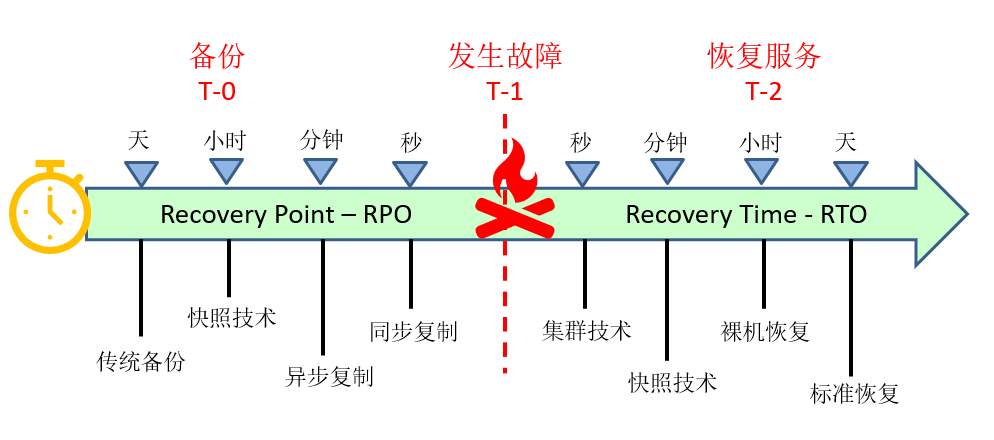 备份
T-0
发生故障
T-1
恢复服务
T-2
天
小时
分钟
秒
秒
分钟
小时
天
Recovery Point – RPO
Recovery Time - RTO
传统备份
快照技术
异步复制
同步复制
集群技术
快照技术
裸机恢复
标准恢复